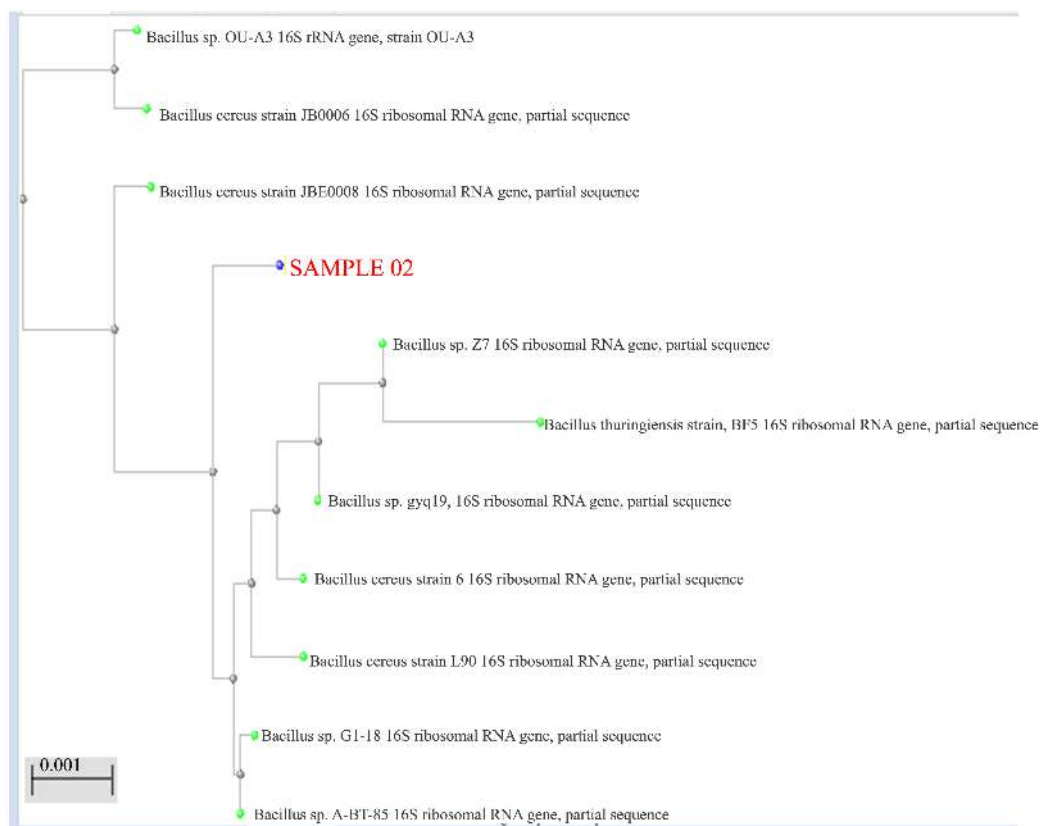 Bacillus sp. OU-A3 16S rRNA gene, strain OU-A3
Bacillus cereus strain JB0006 16S ribosomal RNA gene, partial sequence
Bacillus cereus strain JBE0008 16S ribosomal RNA gene, partial sequence
SAMPLE 02
Bacillus sp. Z7 16S ribosomal RNA gene, partial sequence
Bacillus thuringiensis strain, BF5 16S ribosomal RNA gene, partial sequence
Bacillus sp. gyq19, 16S ribosomal RNA gene, partial sequence
Bacillus cereus strain 6 16S ribosomal RNA gene, partial sequence
Bacillus cereus strain L90 16S ribosomal RNA gene, partial sequence
Bacillus sp. G1-18 16S ribosomal RNA gene, partial sequence
0.001
Bacillus sp. A-BT-85 16S ribosomal RNA gene, partial sequence